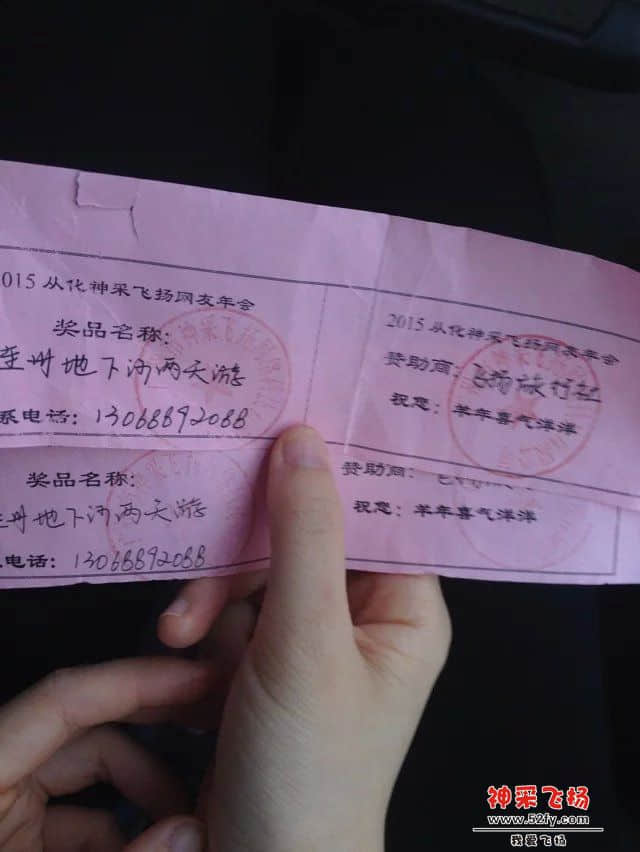 2015 从化神采飞扬网友年会
奖品名称：
连州地下河两天游
系电话：13068892088
2015 从化神采飞扬网友年会
赞助商：飞扬旅行社
祝您：羊年喜气洋洋
奖品名称：
连州地下河两天游
电话：13068892088
赞助商：
祝您：羊年喜气洋洋
神采飞扬
www.52fy.com
我爱飞扬